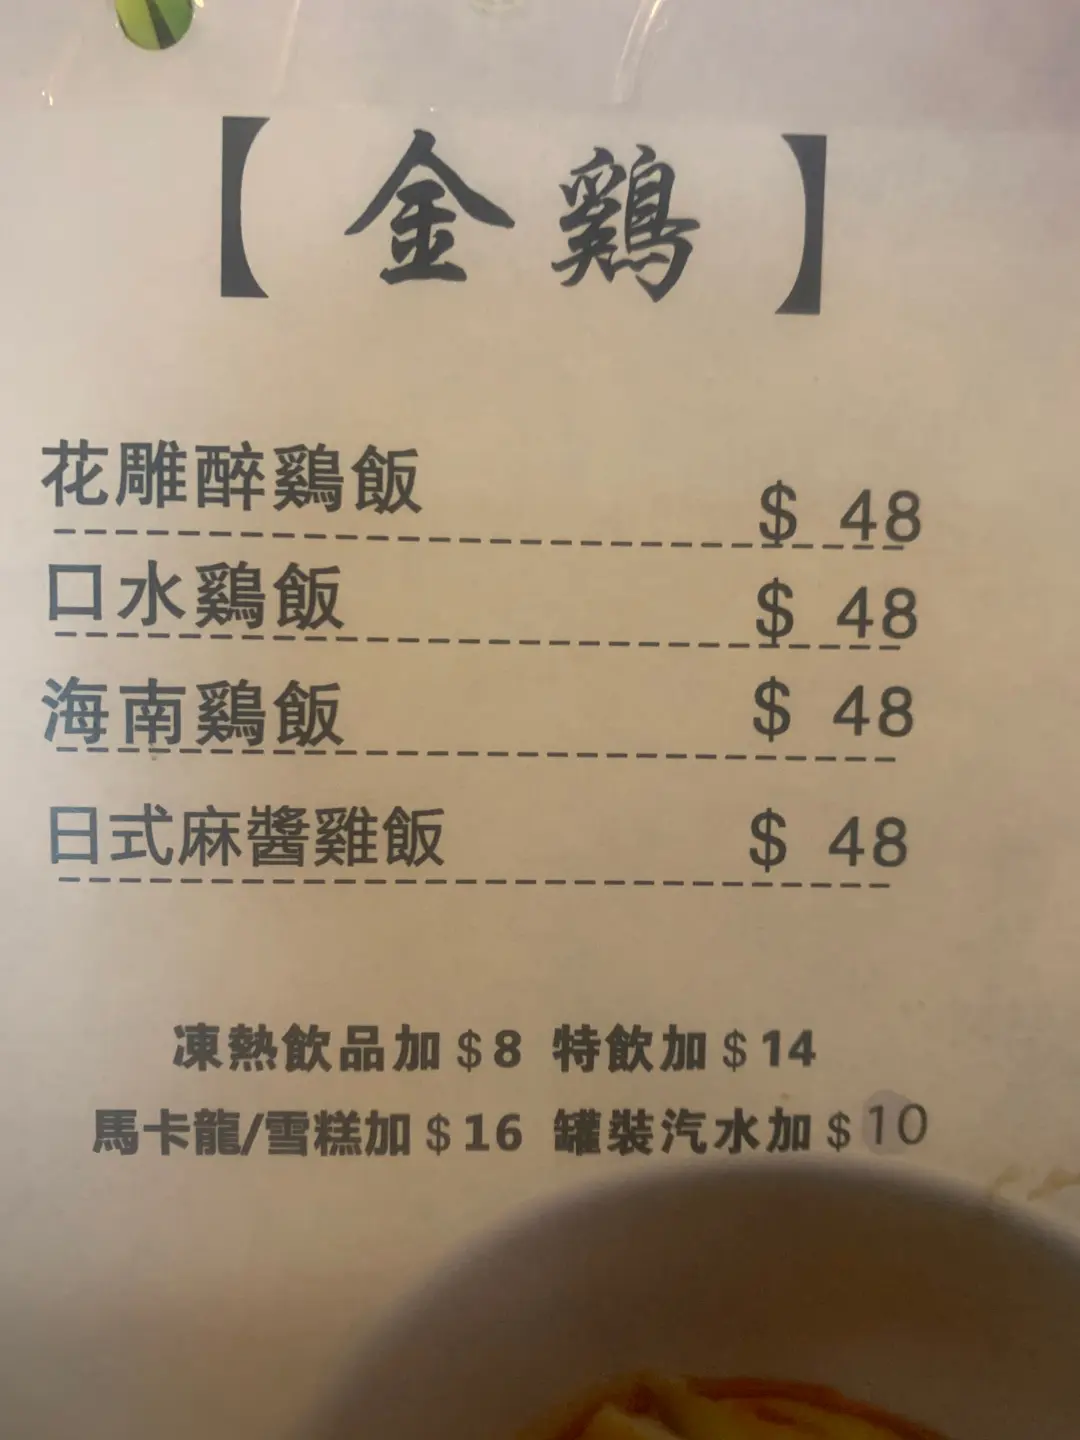 【金鷄】
花雕醉鷄飯 $ 48
口水鷄飯 $ 48
海南鷄飯 $ 48
日式麻醬雞飯 $ 48
凍熱飲品加$8 特飲加$14
馬卡龍/雪糕加$16 罐裝汽水加$10